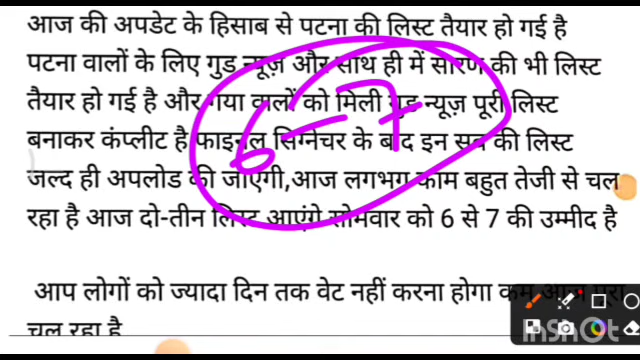 आज की अपडेट के हिसाब से पटना की लिस्ट तैयार हो गई है
पटना वालों के लिए गुड न्यूज़ और साथ ही में सारण की भी लिस्ट
तैयार हो गई है और गया वालों को मिली गुड न्यूज़ पूरी लिस्ट
बनाकर कंप्लीट है फाइनल सिग्नेचर के बाद इन सब की लिस्ट
जल्द ही अपलोड की जाएगी,आज लगभग काम बहुत तेजी से चल
रहा है आज दो-तीन लिस्ट आएंगे सोमवार को 6 से 7 की उम्मीद है
6-7
आप लोगों को ज्यादा दिन तक वेट नहीं करना होगा
चल रहा है
InShOt